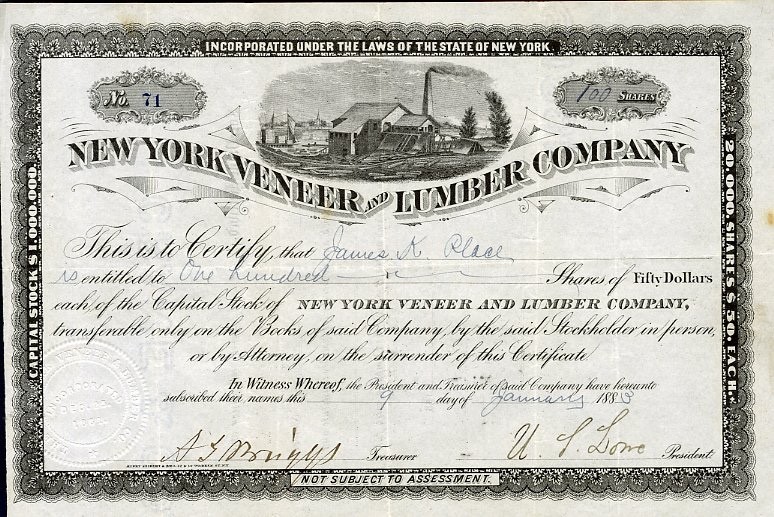 INCORPORATED UNDER THE LAWS OF THE STATE OF NEW YORK.
No. 71
100 SHARES
NEW YORK VENEER AND LUMBER COMPANY
CAPITAL STOCK $1.000.000.
20.000, SHARES $50. EACH.
This is to Certify, that James K Place
is entitled to One hundred Shares of Fifty Dollars
each of the Capital Stock of NEW YORK VENEER AND LUMBER COMPANY,
transferable only on the Books of said Company, by the said Stockholder in person,
or by Attorney, on the surrender of this Certificate
In Witness Whereof, the President and Treasurer of said Company have hereunto
subscribed their names this 9 day of January 1883
Treasurer
U. S. Lowe President
NOT SUBJECT TO ASSESSMENT.